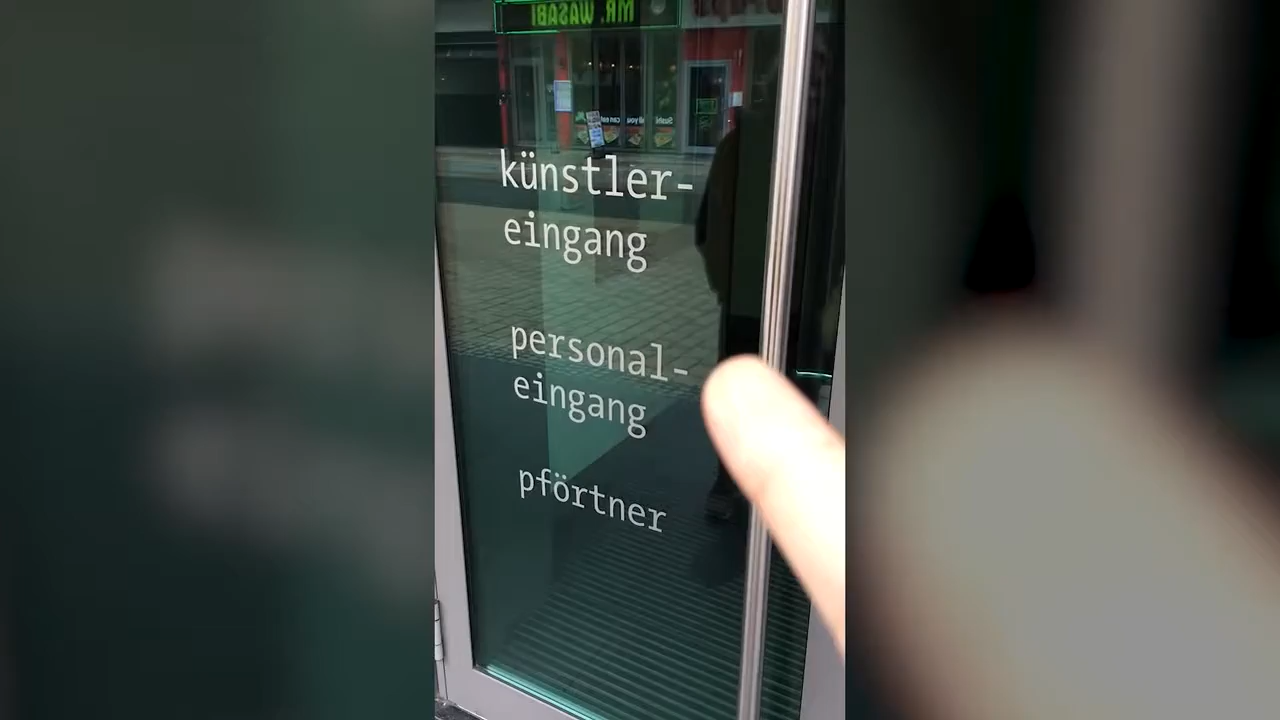 MR. WASABI
künstler-
eingang
personal-
eingang
pförtner